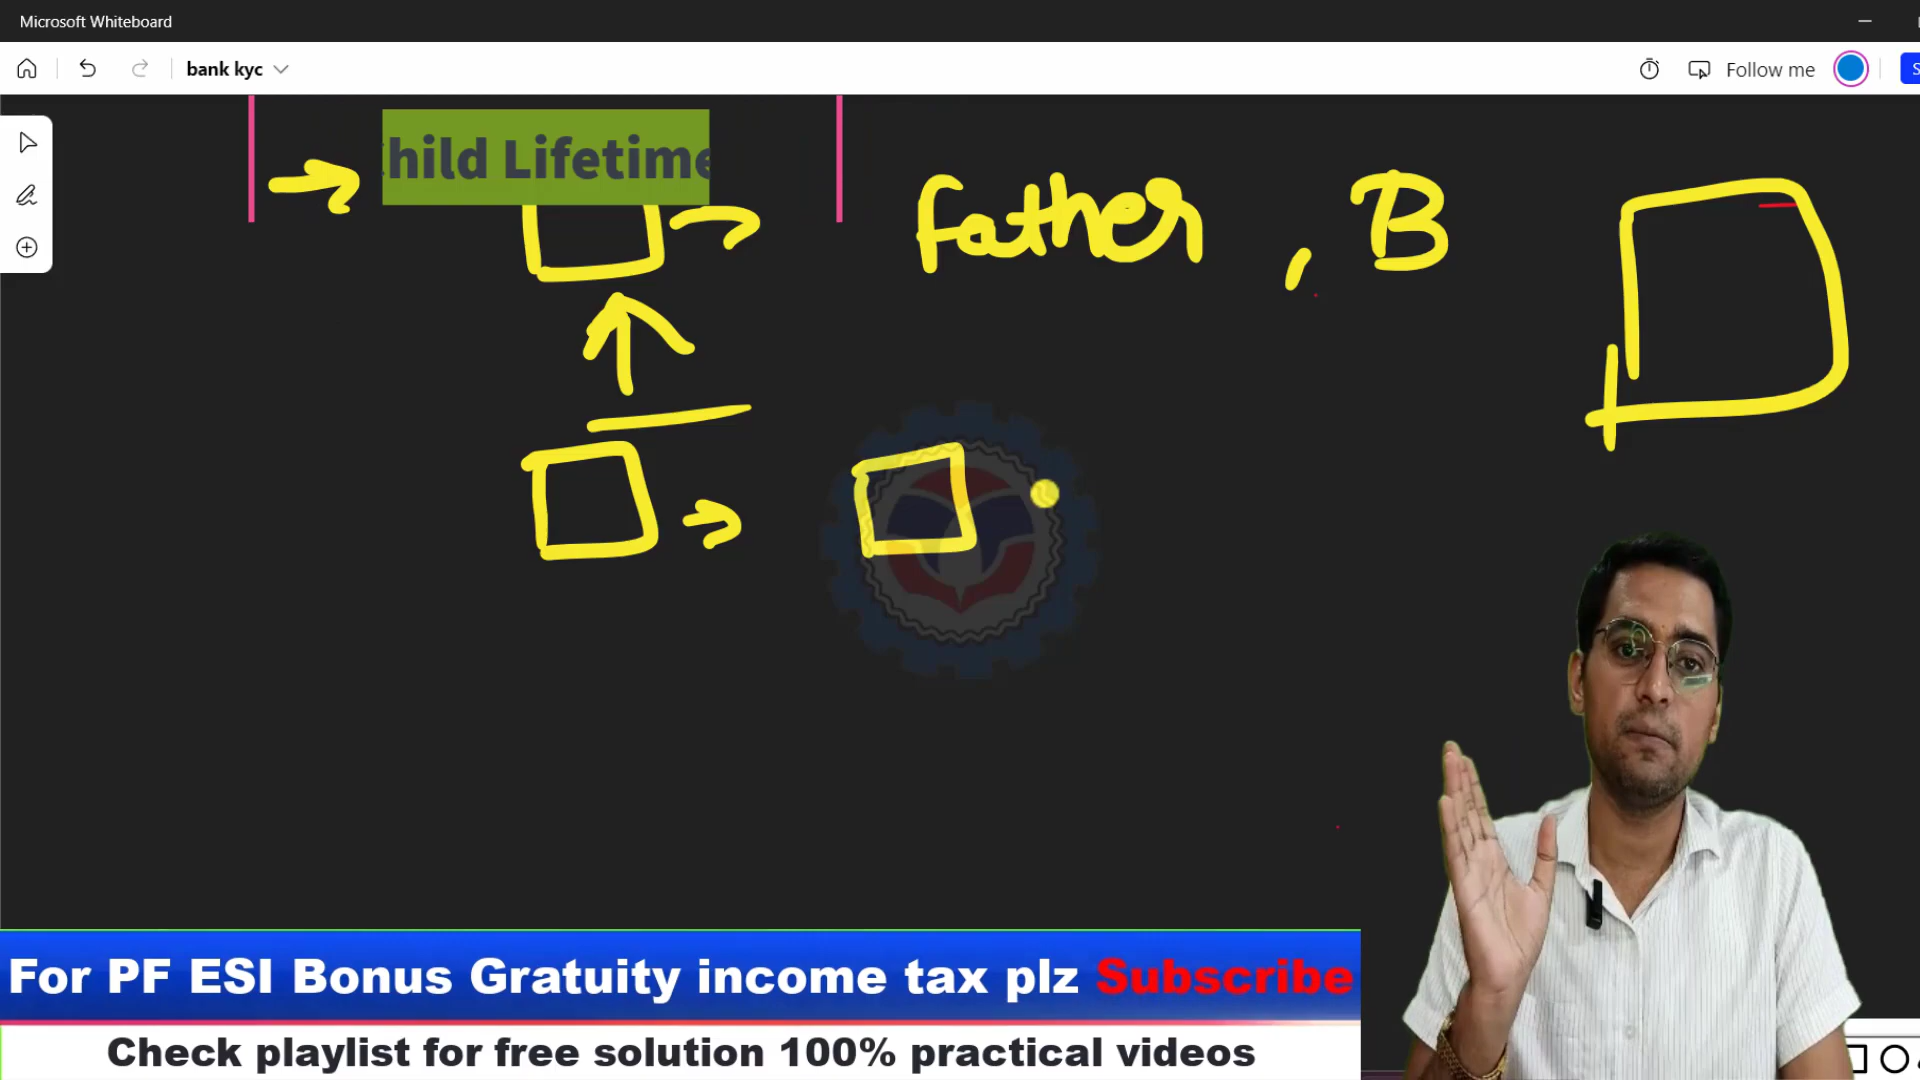 Microsoft Whiteboard
bank kyc
Follow me
hild Lifetime
father , B
For PF ESI Bonus Gratuity income tax plz Subscribe
Check playlist for free solution 100% practical videos